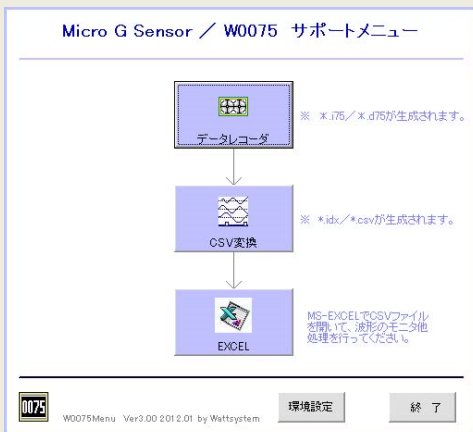 Micro G Sensor ／ W0075 サポートメニュー
データレコーダ
※ *.i75／*.d75が生成されます。
CSV変換
※ *.idx／*.csvが生成されます。
EXCEL
MS-EXCELでCSVファイル
を開いて、波形のモニタ他
処理を行ってください。
0075
W0075Menu Ver3.00 2012.01 by Wattsystem
環境設定
終 了